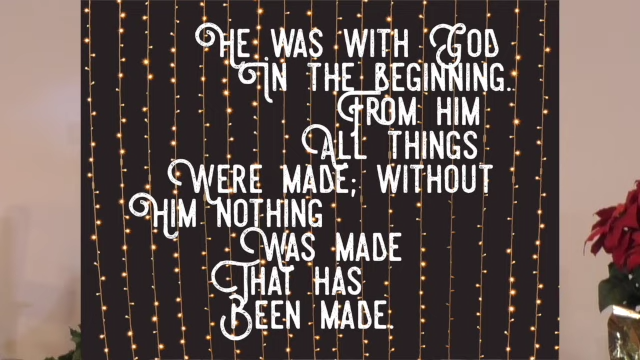 He was with God
In the Beginning.
From him
All things
Were made; without
Him nothing
Was made
That has
Been made.